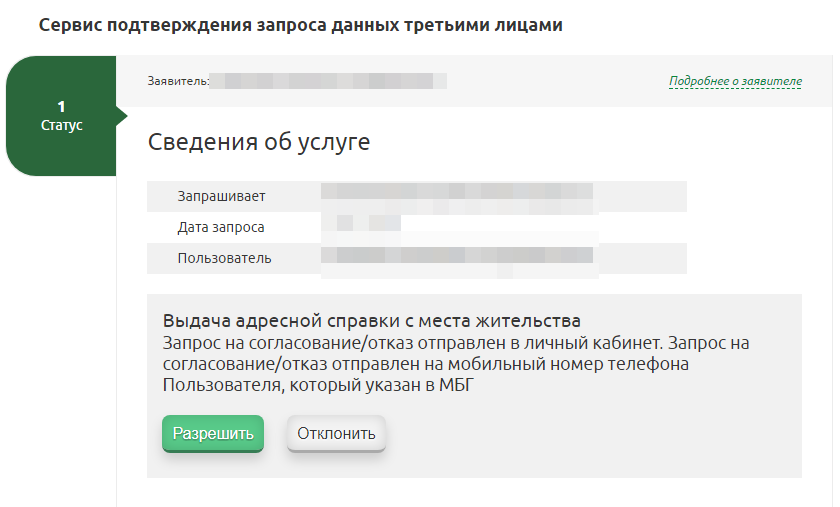 Сервис подтверждения запроса данных третьими лицами
1
Статус
Заявитель:
Подробнее о заявителе
Сведения об услуге
Запрашивает
Дата запроса
Пользователь
Выдача адресной справки с места жительства
Запрос на согласование/отказ отправлен в личный кабинет. Запрос на
согласование/отказ отправлен на мобильный номер телефона
Пользователя, который указан в МБГ
Разрешить
Отклонить